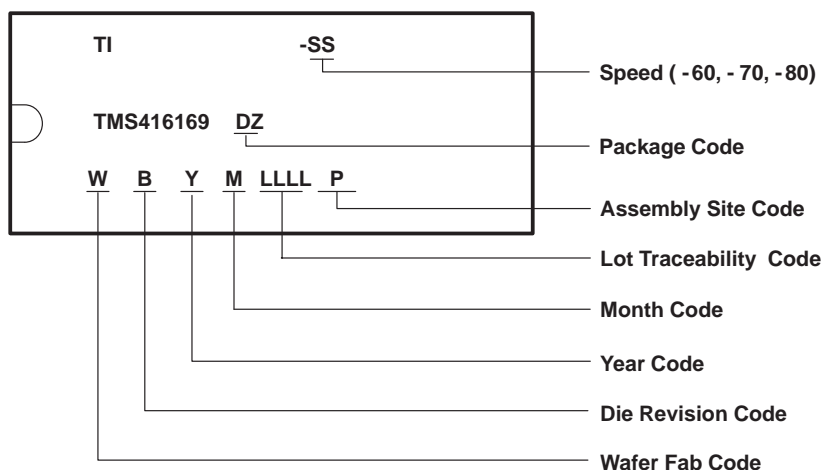 TI -SS
Speed ( -60, - 70, -80)
TMS416169 DZ
Package Code
W B Y M LLLL P
Assembly Site Code
Lot Traceability Code
Month Code
Year Code
Die Revision Code
Wafer Fab Code